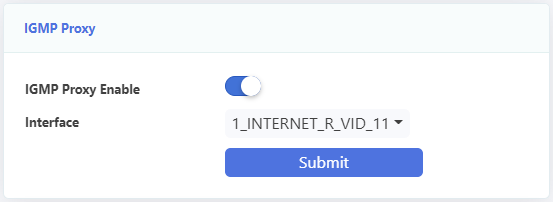 IGMP Proxy
IGMP Proxy Enable
Interface 1_INTERNET_R_VID_11
Submit